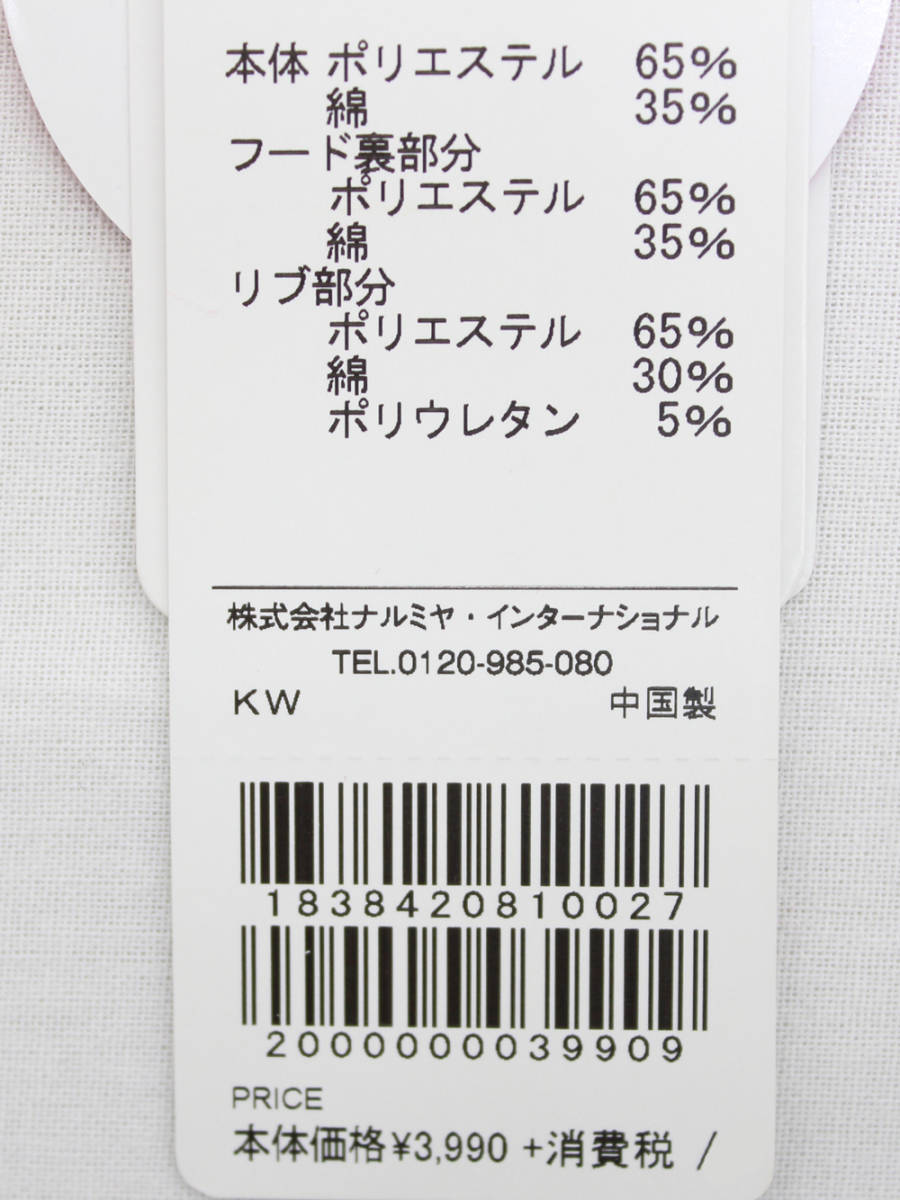 本体 ポリエステル 65%
綿 35%
フード裏部分
ポリエステル 65%
綿 35%
リブ部分
ポリエステル 65%
綿 30%
ポリウレタン 5%
株式会社ナルミヤ・インターナショナル
TEL.0120-985-080
KW 中国製
1838420810027
2000000039909
PRICE
本体価格¥3,990 +消費税 /